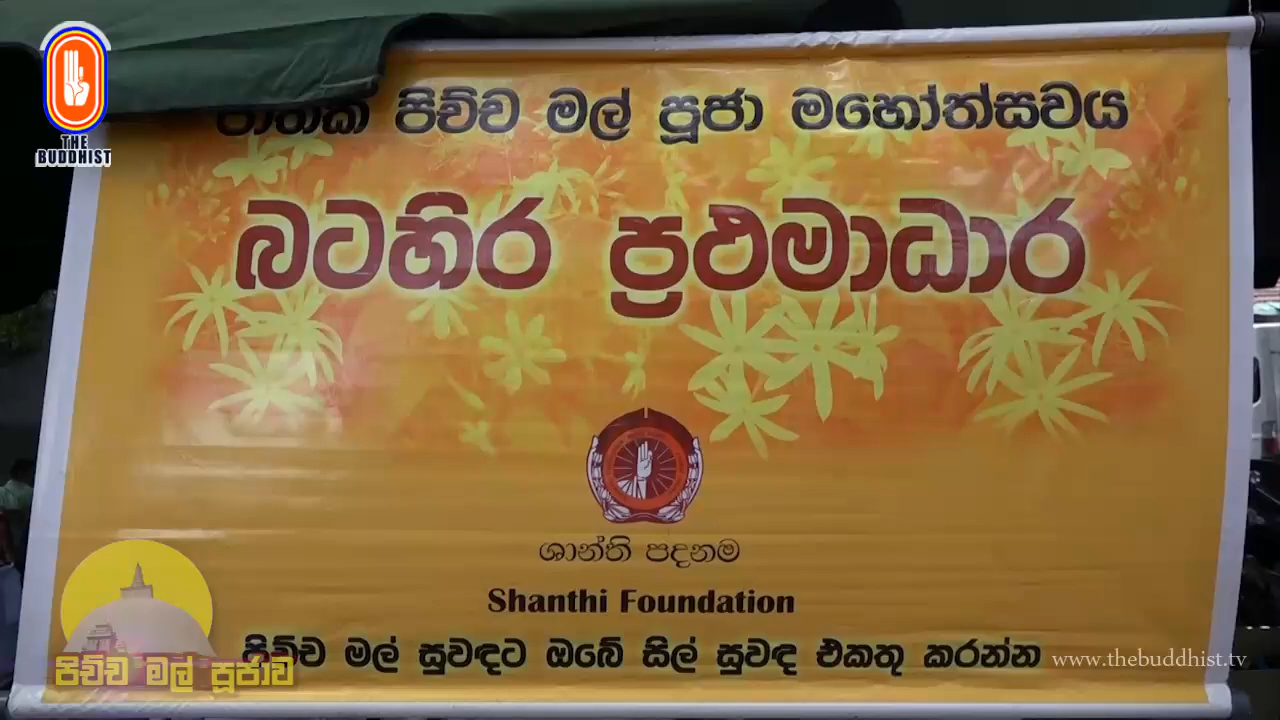 THE
BUDDHIST
ජාතික පිච්ච මල් පූජා මහෝත්සවය
බටහිර ප්‍රථමාධාර
ශාන්ති පදනම
Shanthi Foundation
පිච්ච මල් සුවඳට ඔබේ සිල් සුවඳ එකතු කරන්න
පිච්ච මල් පූජාව
www.thebuddhist.tv